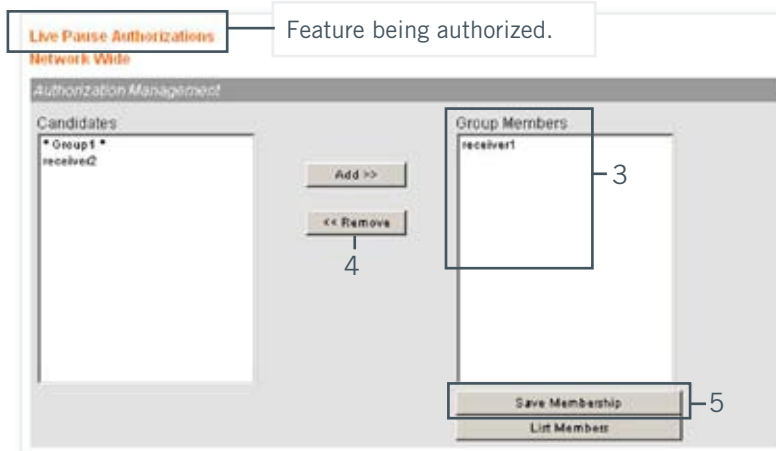 Live Pause Authorizations
Feature being authorized.
Network Wide
Authorization Management
Candidates
* Group1 *
receiver2
Add >>
<< Remove
4
Group Members
receiver1
3
Save Membership
5
List Members